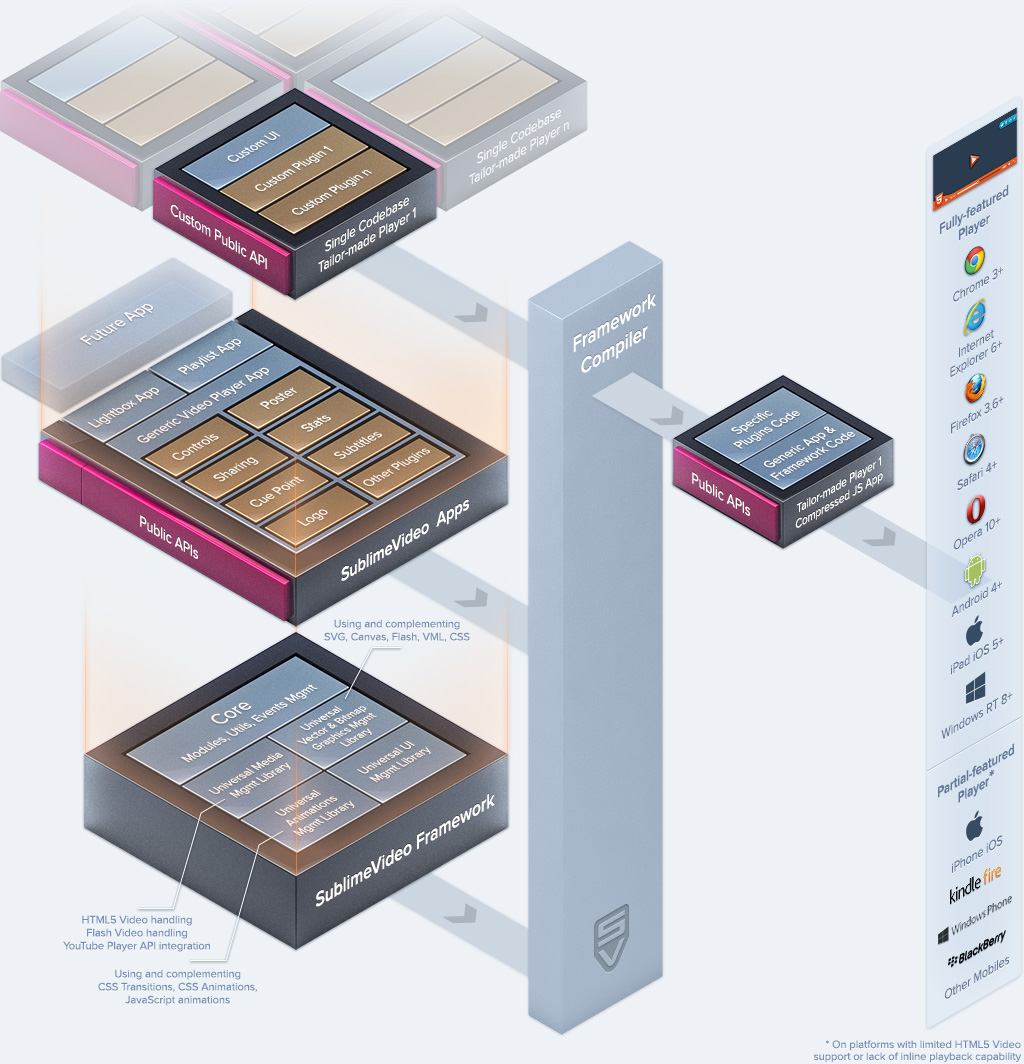 Custom UI
Custom Plugin 1
Custom Plugin n
Custom Public API
Single Codebase
Tailor-made Player 1
Single Codebase
Tailor-made Player n
Future App
Playlist App
Lightbox App
Generic Video Player App
Poster
Stats
Subtitles
Other Plugins
Controls
Sharing
Cue Point
Logo
Public APIs
SublimeVideo Apps
Using and complementing
SVG, Canvas, Flash, VML, CSS
Core
Modules, Utils, Events Mgmt
Universal
Vector & Bitmap
Graphics Mgmt
Library
Universal Media
Mgmt Library
Universal UI
Mgmt Library
Universal
Animations
Mgmt Library
SublimeVideo Framework
HTML5 Video handling
Flash Video handling
YouTube Player API integration
Using and complementing
CSS Transitions, CSS Animations,
JavaScript animations
Framework
Compiler
SV
Specific
Plugins Code
Generic App &
Framework Code
Public APIs
Tailor-made Player 1
Compressed JS App
Fully-featured
Player
Chrome 3+
Internet
Explorer 6+
Firefox 3.6+
Safari 4+
Opera 10+
Android 4+
iPad iOS 5+
Windows RT 8+
Partial-featured
Player*
iPhone iOS
kindle fire
Windows Phone
BlackBerry
Other Mobiles
* On platforms with limited HTML5 Video
support or lack of inline playback capability